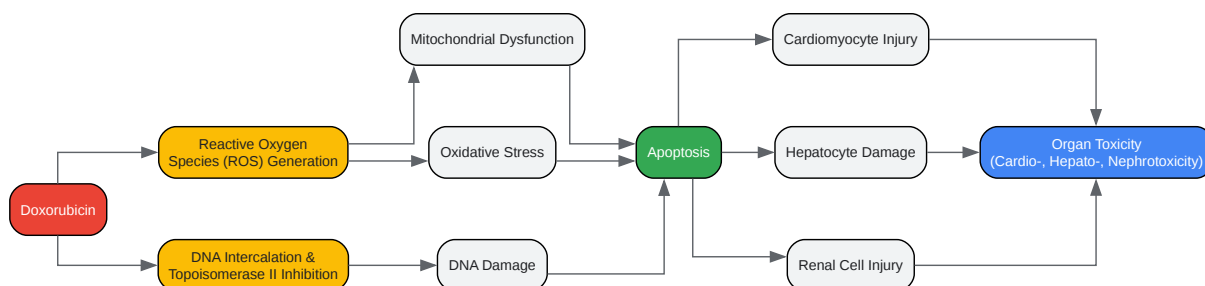 Mitochondrial Dysfunction
Cardiomyocyte Injury
Reactive Oxygen
Species (ROS) Generation
Oxidative Stress
Apoptosis
Hepatocyte Damage
Organ Toxicity
(Cardio-, Hepato-, Nephrotoxicity)
Doxorubicin
DNA Intercalation &
Topoisomerase II Inhibition
DNA Damage
Renal Cell Injury